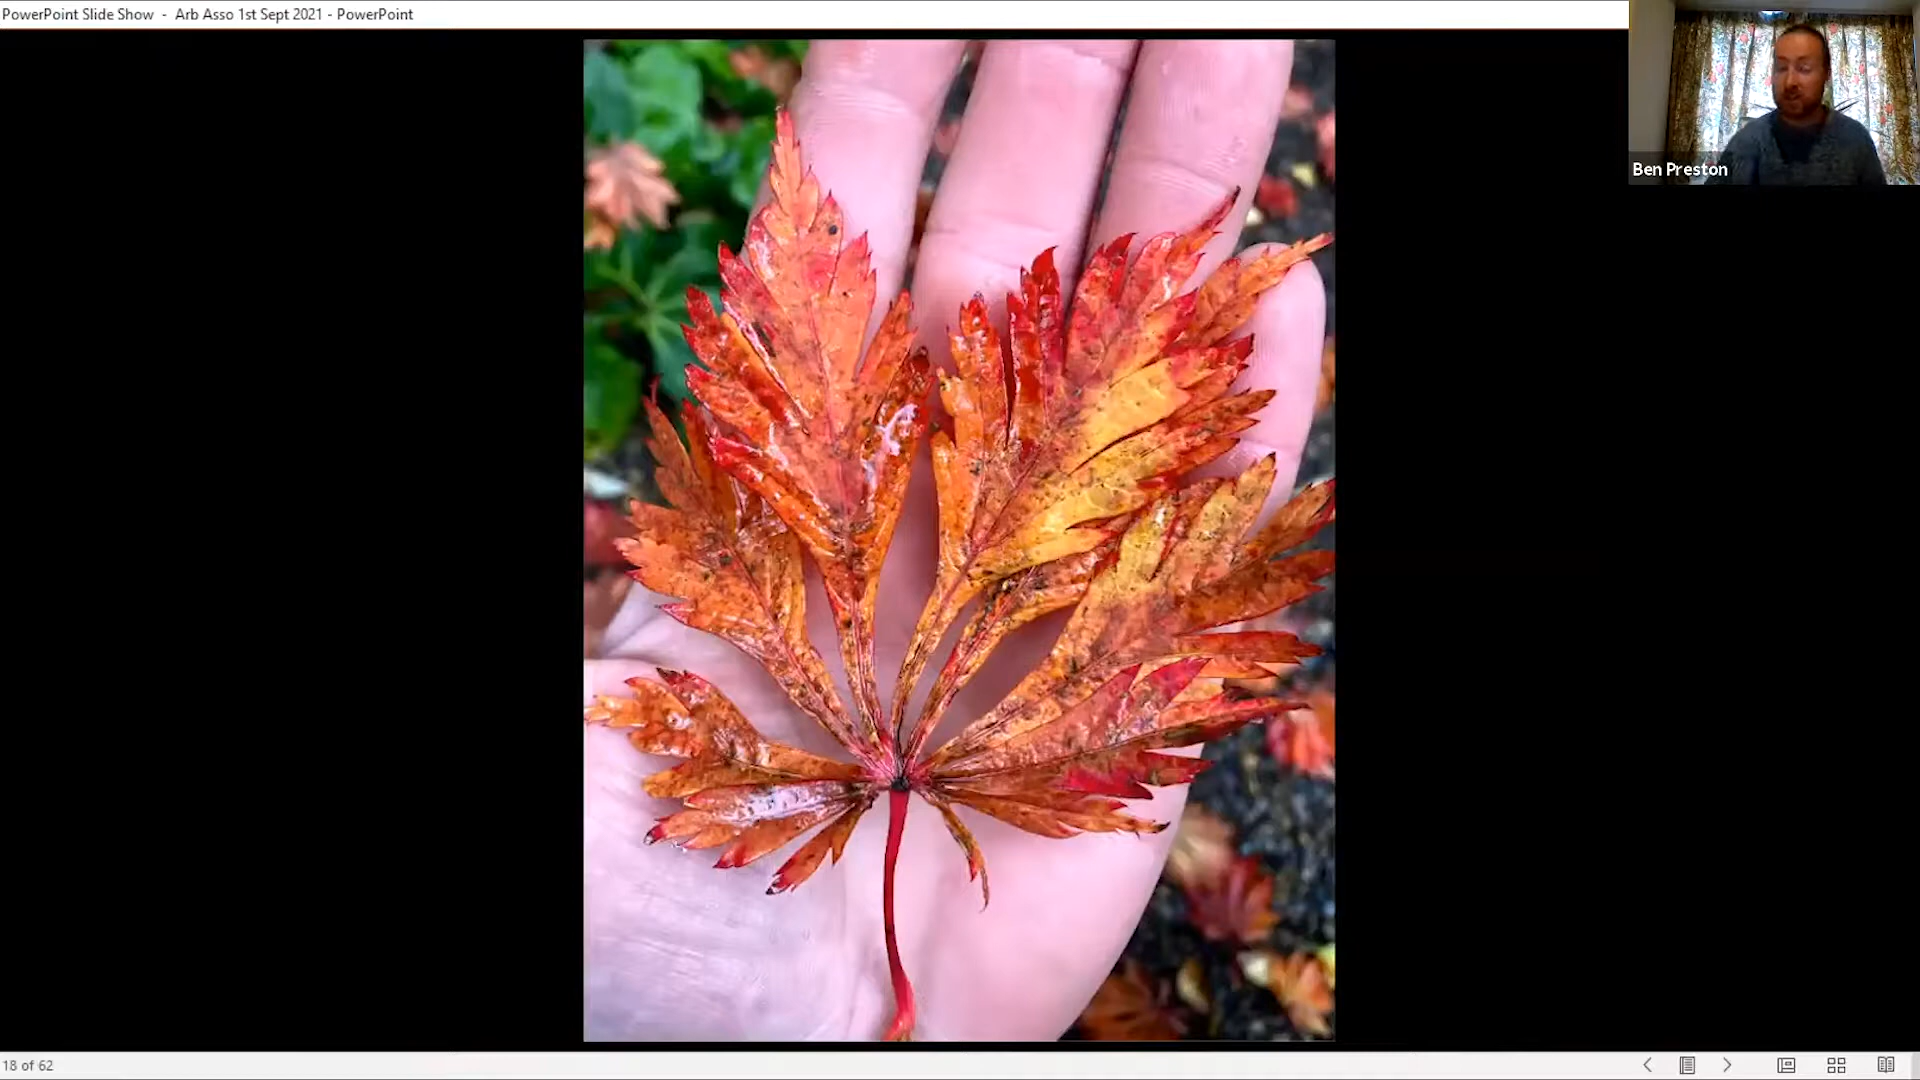 PowerPoint Slide Show - Arb Asso 1st Sept 2021 - PowerPoint
Ben Preston
18 of 62